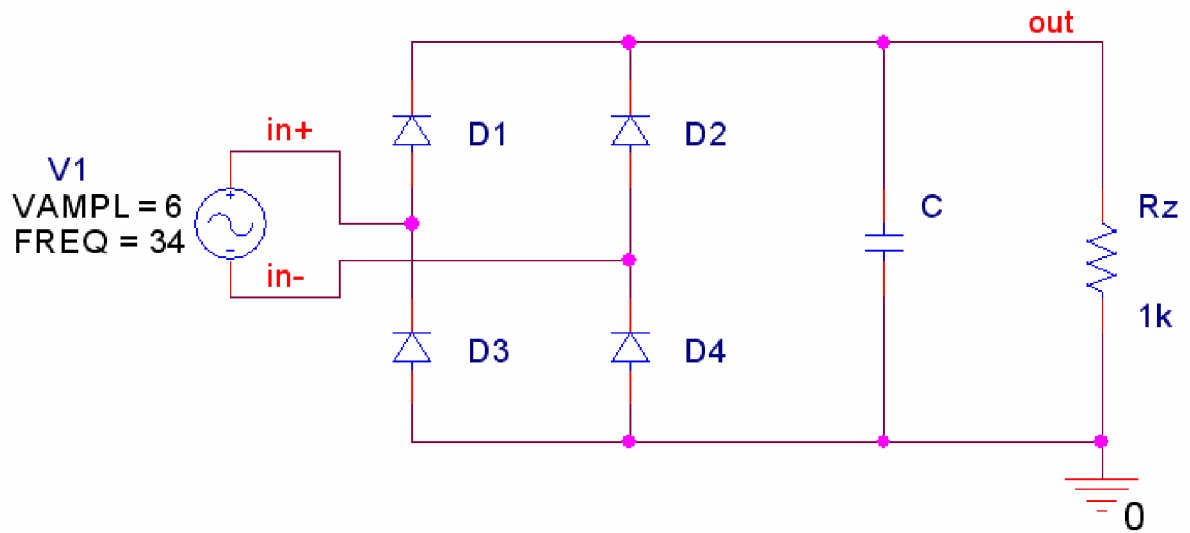 out
in+
D1
D2
V1
VAMPL = 6
FREQ = 34
C
Rz
in-
1k
D3
D4
0